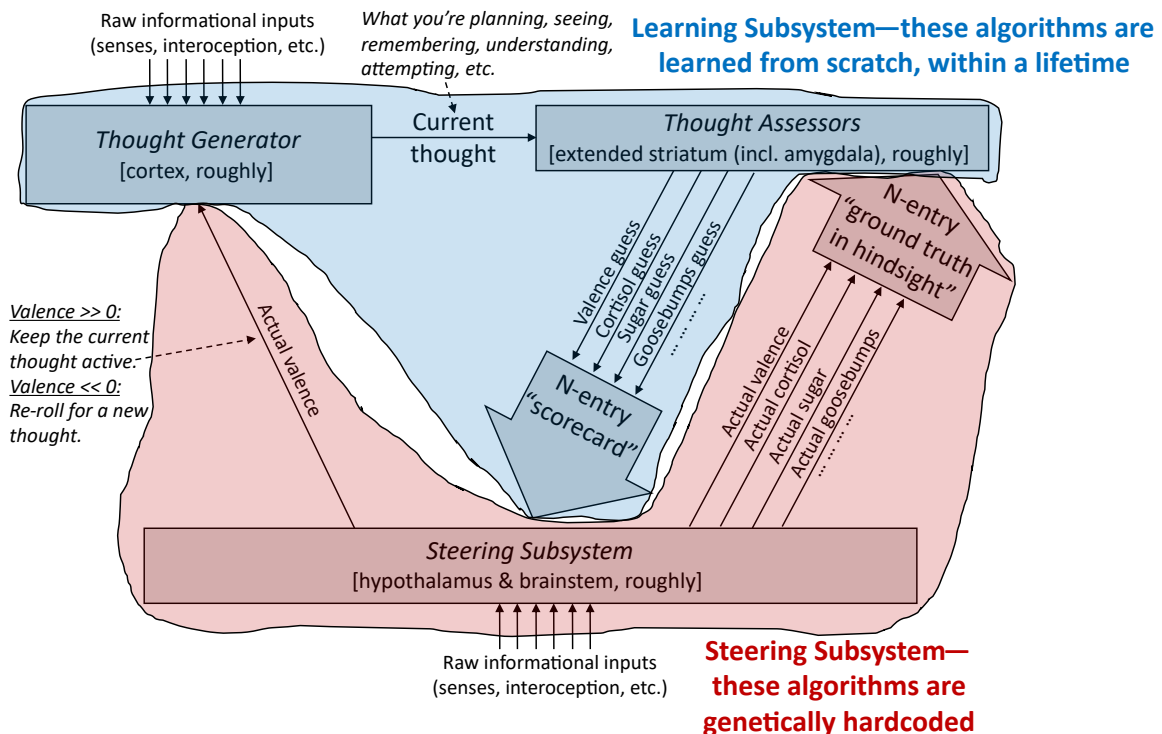 Raw informational inputs
(senses, interoception, etc.)
What you're planning, seeing,
remembering, understanding,
attempting, etc.
Learning Subsystem—these algorithms are
learned from scratch, within a lifetime
Thought Generator
[cortex, roughly]
Current
thought
Thought Assessors
[extended striatum (incl. amygdala), roughly]
Valence guess
Cortisol guess
Sugar guess
Goosebumps guess
... ... ...
N-entry
"scorecard"
N-entry
"ground truth
in hindsight"
Actual valence
Actual cortisol
Actual sugar
Actual goosebumps
... ... ...
Valence >> 0:
Keep the current
thought active.
Valence << 0:
Re-roll for a new
thought.
Actual valence
Steering Subsystem
[hypothalamus & brainstem, roughly]
Raw informational inputs
(senses, interoception, etc.)
Steering Subsystem—
these algorithms are
genetically hardcoded